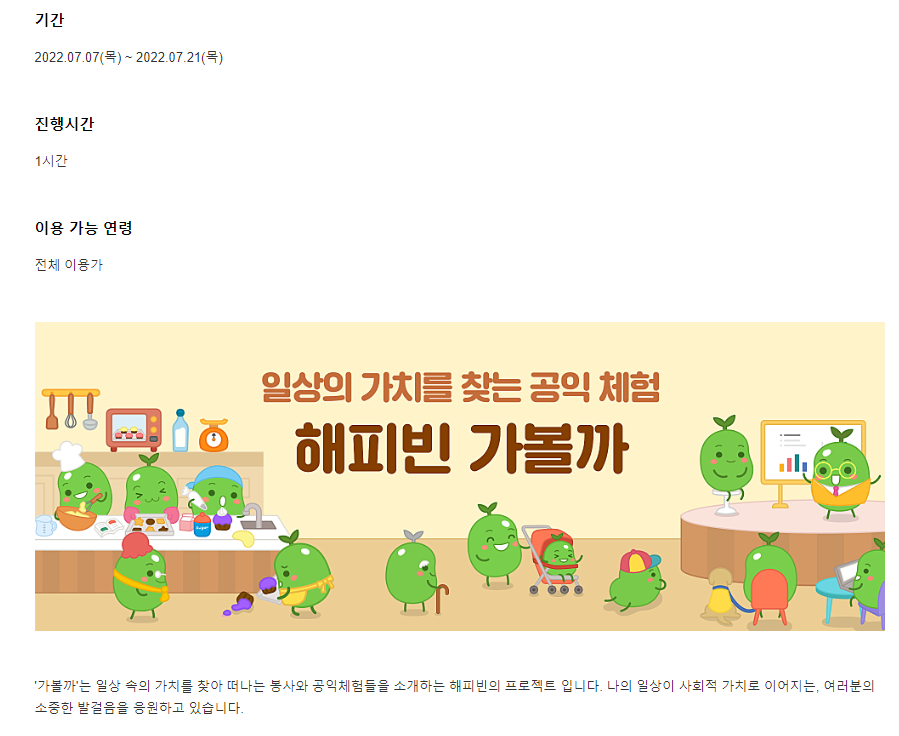 기간
2022.07.07(목) ~ 2022.07.21(목)
진행시간
1시간
이용 가능 연령
전체 이용가
일상의 가치를 찾는 공익 체험
해피빈 가볼까
'가볼까'는 일상 속의 가치를 찾아 떠나는 봉사와 공익체험들을 소개하는 해피빈의 프로젝트 입니다. 나의 일상이 사회적 가치로 이어지는, 여러분의
소중한 발걸음을 응원하고 있습니다.